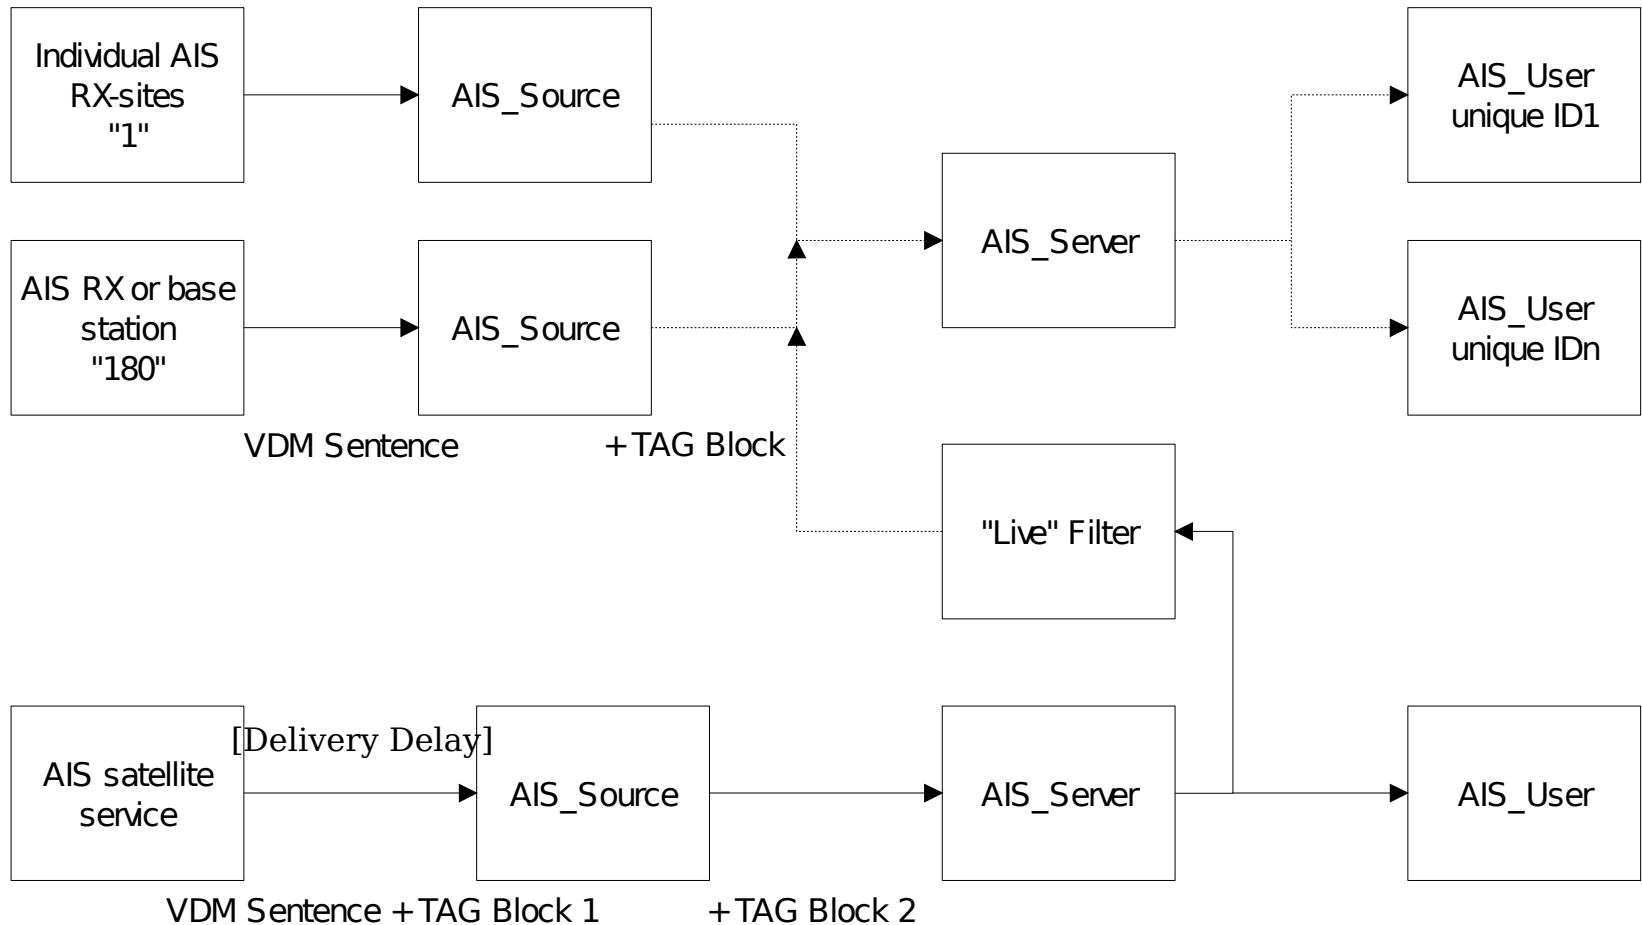 Individual AIS
RX-sites
"1"
AIS_Source
AIS_User
unique ID1
AIS_Server
AIS RX or base
station
"180"
AIS_Source
AIS_User
unique IDn
VDM Sentence
+ TAG Block
"Live" Filter
[Delivery Delay]
AIS satellite
service
AIS_Source
AIS_Server
AIS_User
VDM Sentence + TAG Block 1
+ TAG Block 2